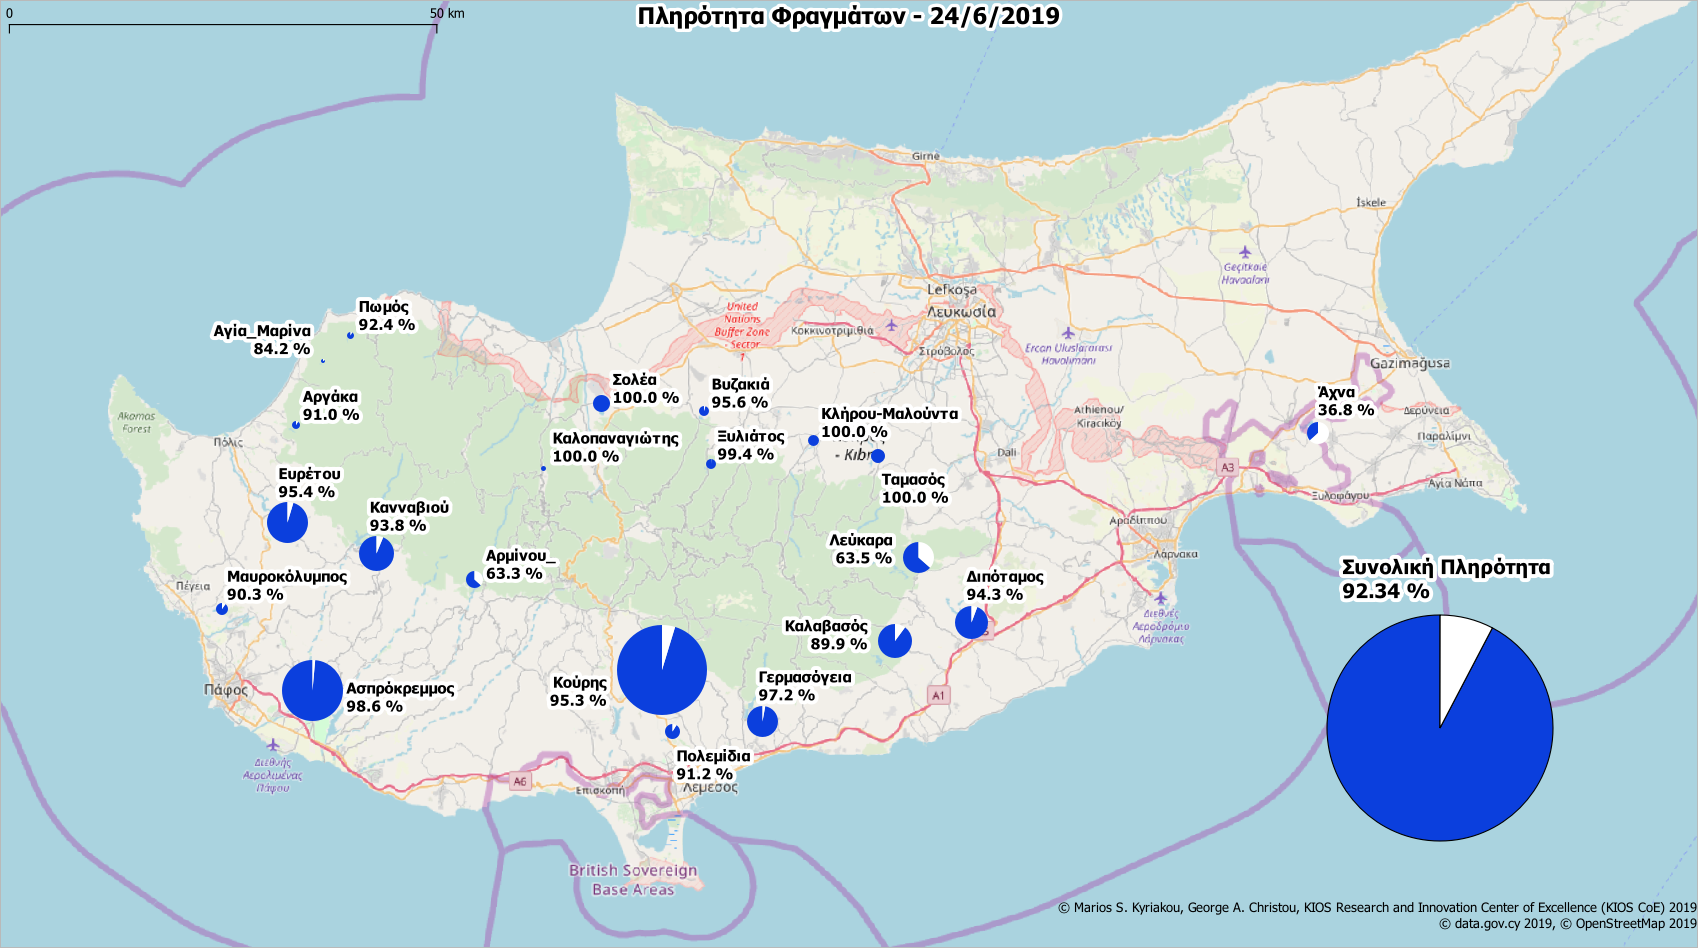 Πληρότητα Φραγμάτων - 24/6/2019
0
50 km
Girne
İskele
Geçitkale
Havaalanı
Lefkoşa
Λευκωσία
United
Nations
Buffer Zone
- Sector
1
Κοκκινοτριμιθιά
Στρόβολος
Ercan Uluslararası
Havalimanı
Gazimağusa
Πωμός
92.4 %
Αγία_Μαρίνα
84.2 %
Αργάκα
91.0 %
Σολέα
100.0 %
Βυζακιά
95.6 %
Κλήρου-Μαλούντα
100.0 %
Άχνα
36.8 %
Δερύνεια
Παραλίμνι
Αγία Νάπα
Ξυλοφάγου
Athienou/
Kiracıköy
Akamas
Forest
Πόλις
Καλοπαναγιώτης
100.0 %
Ξυλιάτος
99.4 %
- Kıbrıs
Dali
A3
Ταμασός
100.0 %
Ευρέτου
95.4 %
Κανναβιού
93.8 %
Αραδίππου
Λάρνακα
Λεύκαρα
63.5 %
Αρμίνου_
63.3 %
Διπόταμος
94.3 %
Συνολική Πληρότητα
92.34 %
Πέγεια
Μαυροκόλυμπος
90.3 %
Διεθνές
Αεροδρόμιο
Λάρνακας
Καλαβασός
89.9 %
Κούρης
95.3 %
Γερμασόγεια
97.2 %
Πάφος
Ασπρόκρεμμος
98.6 %
A1
Πολεμίδια
91.2 %
Διεθνής
Αερολιμένας
Πάφου
A6
Επισκοπή
Λεμεσός
British Sovereign
Base Areas
© Marios S. Kyriakou, George A. Christou, KIOS Research and Innovation Center of Excellence (KIOS CoE) 2019
© data.gov.cy 2019, © OpenStreetMap 2019